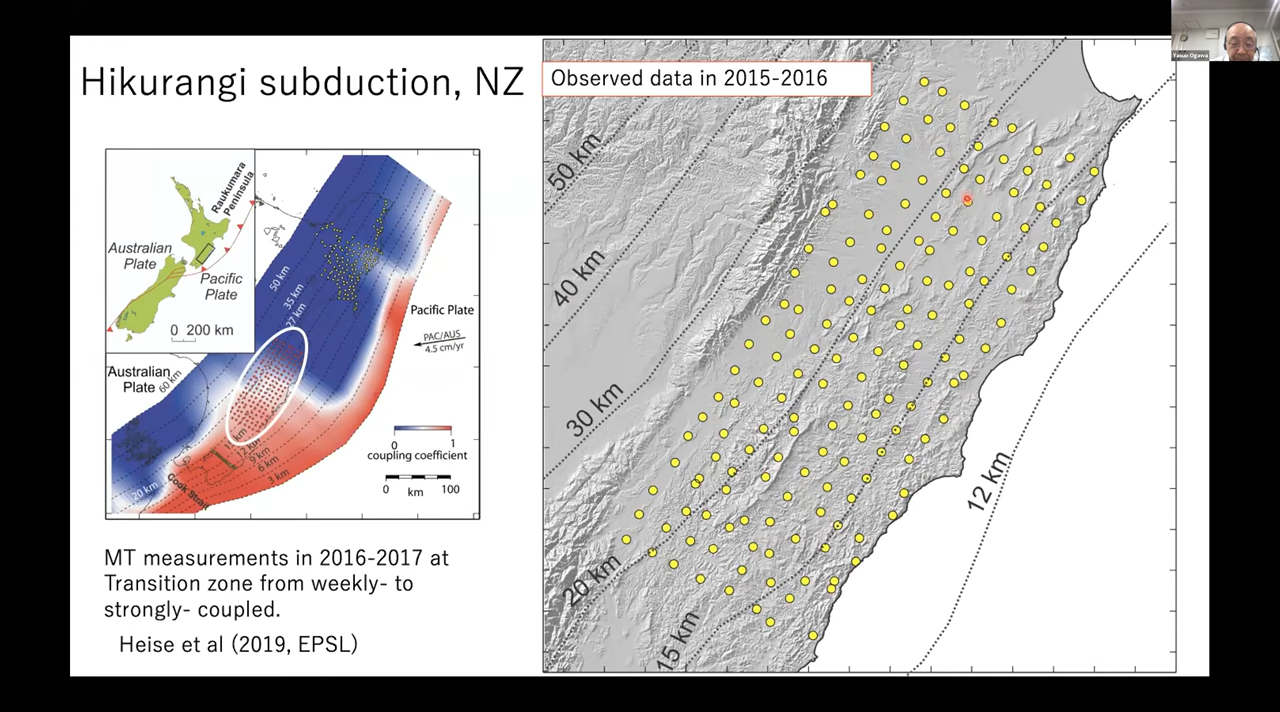 Hikurangi subduction, NZ
Observed data in 2015-2016
Yasuo Ogawa
Raukumara
Peninsula
Australian
Plate
Pacific
Plate
0 200 km
50 km
35 km
27 km
Pacific Plate
PAC/AUS
4.5 cm/yr
Australian
Plate
60 km
0 1
coupling coefficient
0 100
km
12 km
9 km
6 km
3 km
20 km
50 km
40 km
30 km
20 km
15 km
12 km
MT measurements in 2016-2017 at
Transition zone from weekly- to
strongly- coupled.
Heise et al (2019, EPSL)